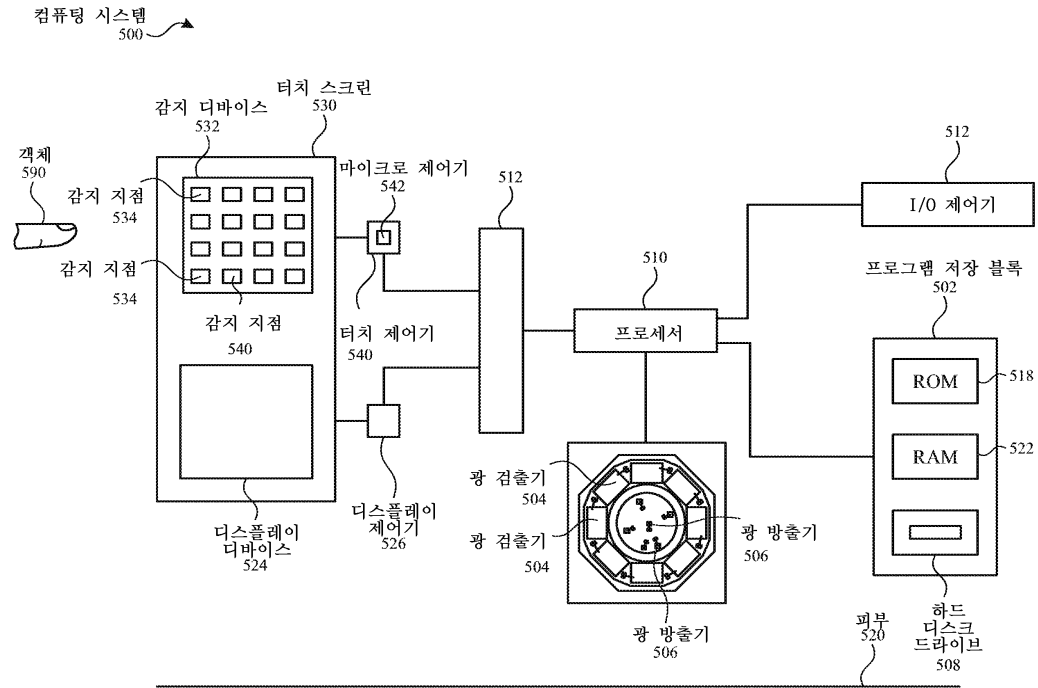 컴퓨팅 시스템
500
터치 스크린
530
감지 디바이스
532
객체
590
감지 지점
534
마이크로 제어기
542
512
512
I/O 제어기
감지 지점
534
감지 지점
540
터치 제어기
540
510
프로세서
프로그램 저장 블록
502
ROM
518
RAM
522
광 검출기
504
광 검출기
504
광 방출기
506
광 방출기
506
디스플레이
디바이스
524
디스플레이
제어기
526
하드
디스크
드라이브
508
피부
520